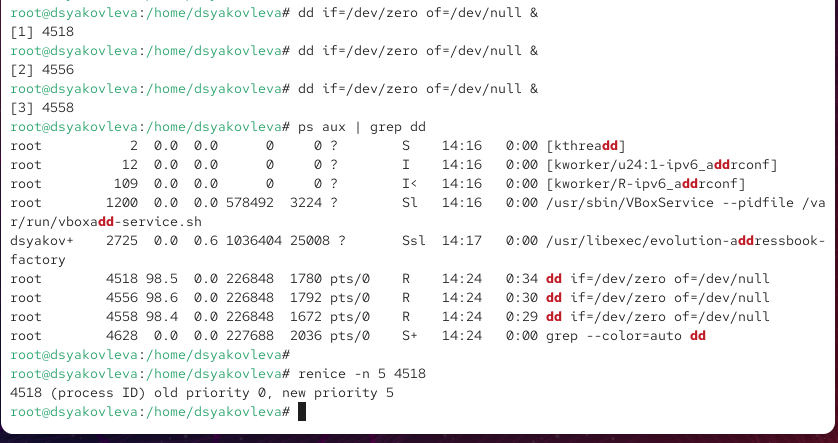 root@dsyakovleva:/home/dsyakovleva# dd if=/dev/zero of=/dev/null &
[1] 4518
root@dsyakovleva:/home/dsyakovleva# dd if=/dev/zero of=/dev/null &
[2] 4556
root@dsyakovleva:/home/dsyakovleva# dd if=/dev/zero of=/dev/null &
[3] 4558
root@dsyakovleva:/home/dsyakovleva# ps aux | grep dd
root           2  0.0  0.0      0     0 ?        S    14:16   0:00 [kthreadd]
root          12  0.0  0.0      0     0 ?        I    14:16   0:00 [kworker/u24:1-ipv6_addrconf]
root         109  0.0  0.0      0     0 ?        I<   14:16   0:00 [kworker/R-ipv6_addrconf]
root        1200  0.0  0.0 578492  3224 ?        Sl   14:16   0:00 /usr/sbin/VBoxService --pidfile /va
r/run/vboxadd-service.sh
dsyakov+    2725  0.0  0.6 1036404 25008 ?       Ssl  14:17   0:00 /usr/libexec/evolution-addressbook-
factory
root        4518 98.5  0.0 226848  1780 pts/0    R    14:24   0:34 dd if=/dev/zero of=/dev/null
root        4556 98.6  0.0 226848  1792 pts/0    R    14:24   0:30 dd if=/dev/zero of=/dev/null
root        4558 98.4  0.0 226848  1672 pts/0    R    14:24   0:29 dd if=/dev/zero of=/dev/null
root        4628  0.0  0.0 227688  2036 pts/0    S+   14:24   0:00 grep --color=auto dd
root@dsyakovleva:/home/dsyakovleva#
root@dsyakovleva:/home/dsyakovleva# renice -n 5 4518
4518 (process ID) old priority 0, new priority 5
root@dsyakovleva:/home/dsyakovleva#